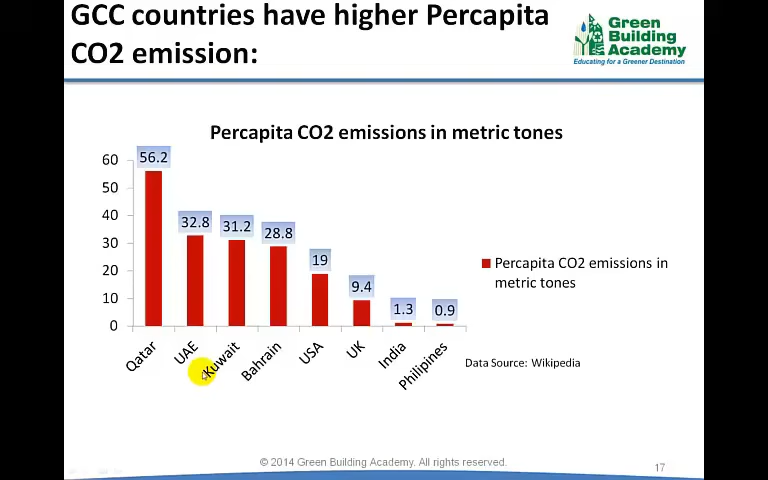 GCC countries have higher Percapita
CO2 emission:
Green
Building
Academy
Educating for a Greener Destination
Percapita CO2 emissions in metric tones
60
50
40
30
20
10
0
56.2
32.8
31.2
28.8
19
9.4
1.3
0.9
Qatar
UAE
Kuwait
Bahrain
USA
UK
India
Philipines
Percapita CO2 emissions in
metric tones
Data Source: Wikipedia
© 2014 Green Building Academy. All rights reserved.
17